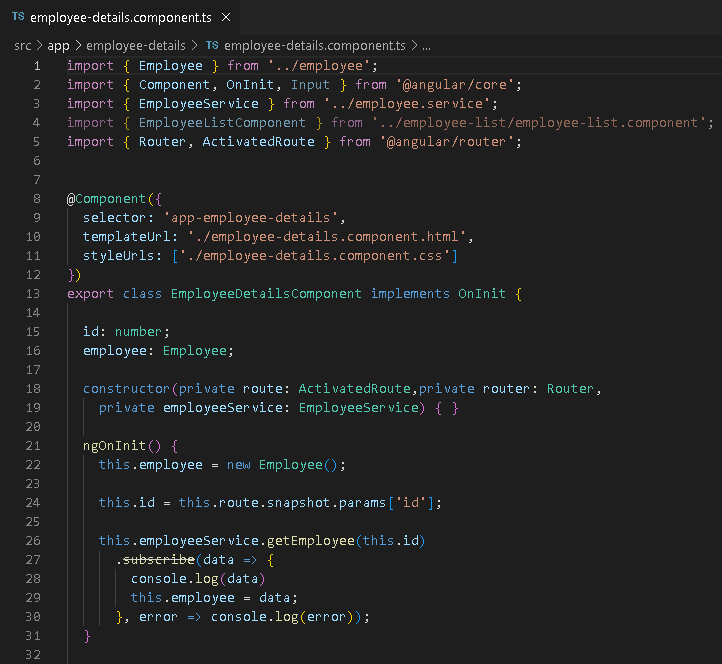 TS employee-details.component.ts ×
src > app > employee-details > TS employee-details.component.ts > ...
1 import { Employee } from '../employee';
2 import { Component, OnInit, Input } from '@angular/core';
3 import { EmployeeService } from '../employee.service';
4 import { EmployeeListComponent } from '../employee-list/employee-list.component';
5 import { Router, ActivatedRoute } from '@angular/router';
6
7
8 @Component({
9   selector: 'app-employee-details',
10   templateUrl: './employee-details.component.html',
11   styleUrls: ['./employee-details.component.css']
12 })
13 export class EmployeeDetailsComponent implements OnInit {
14
15   id: number;
16   employee: Employee;
17
18   constructor(private route: ActivatedRoute,private router: Router,
19     private employeeService: EmployeeService) { }
20
21   ngOnInit() {
22     this.employee = new Employee();
23
24     this.id = this.route.snapshot.params['id'];
25
26     this.employeeService.getEmployee(this.id)
27       .subscribe(data => {
28         console.log(data)
29         this.employee = data;
30       }, error => console.log(error));
31   }
32